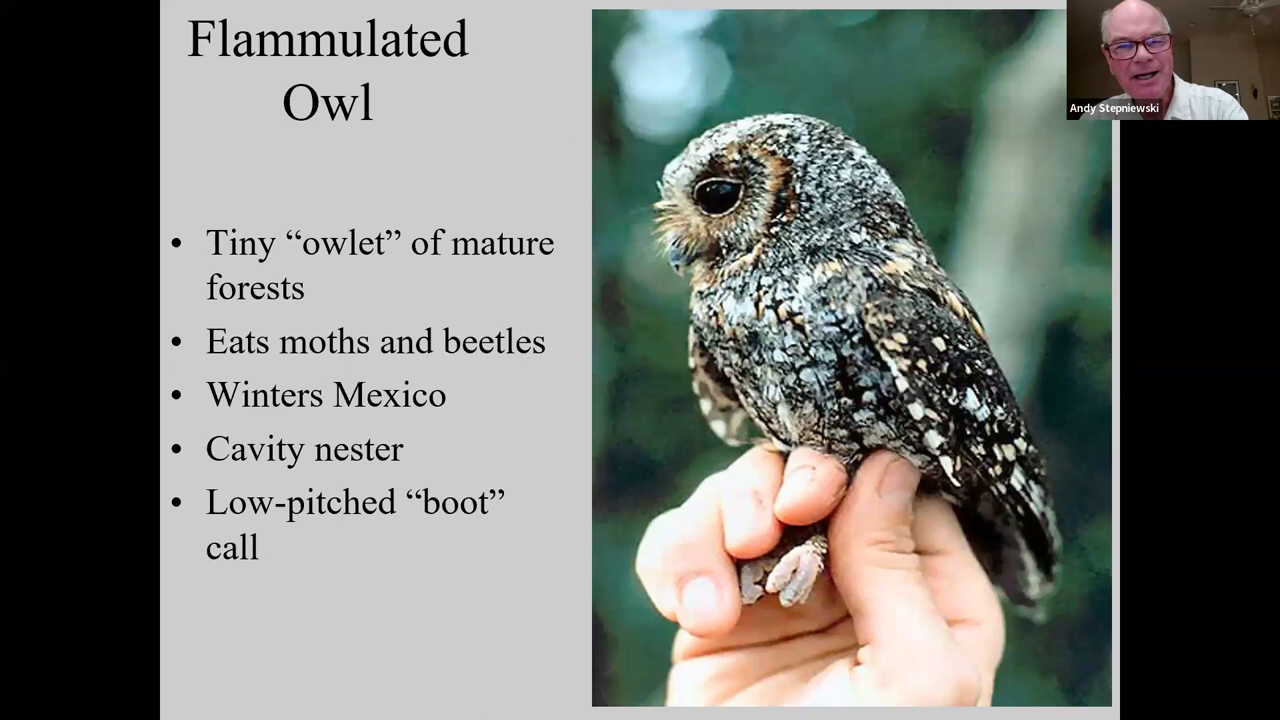 Flammulated
Owl
Andy Stepniewski
• Tiny “owlet” of mature
forests
• Eats moths and beetles
• Winters Mexico
• Cavity nester
• Low-pitched “boot”
call